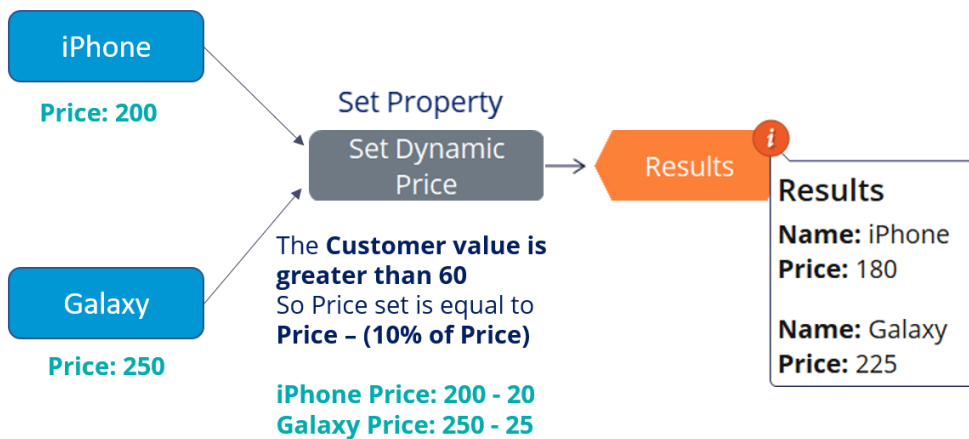 iPhone
Price: 200
Galaxy
Price: 250
Set Property
Set Dynamic
Price
The Customer value is
greater than 60
So Price set is equal to
Price – (10% of Price)
iPhone Price: 200 - 20
Galaxy Price: 250 - 25
Results
i
Results
Name: iPhone
Price: 180
Name: Galaxy
Price: 225